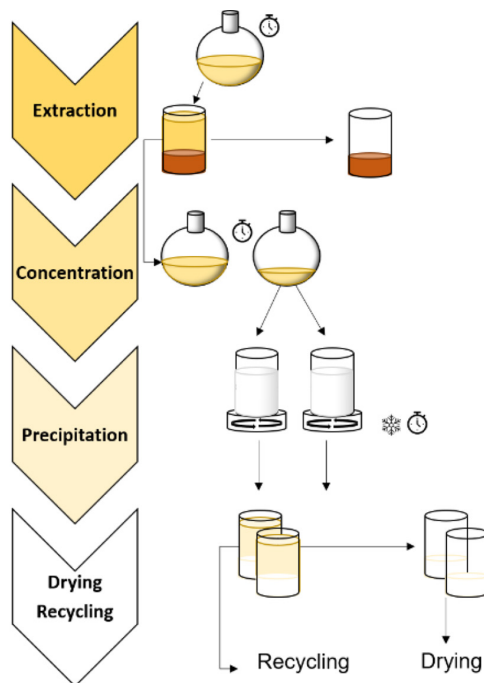 Extraction
Concentration
Precipitation
Drying
Recycling
Recycling
Drying